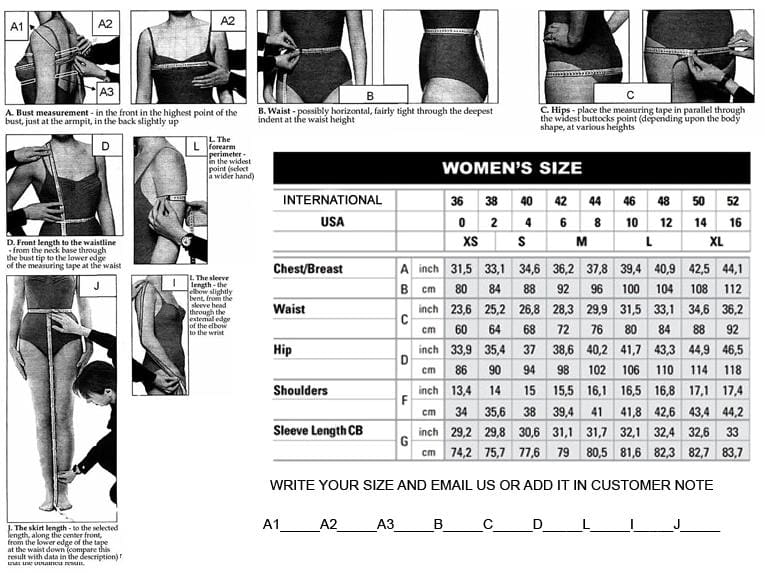 A1
A2
A3
A2
A. Bust measurement - in the front in the highest point of the
bust, just at the armpit, in the back slightly up
B
B. Waist - possibly horizontal, fairly tight through the deepest
indent at the waist height
C
C. Hips - place the measuring tape in parallel through
the widest buttocks point (depending upon the body
shape, at various heights
D
D. Front length to the waistline
- from the neck base through
the bust tip to the lower edge
of the measuring tape at the waist
L
L. The
forearm
perimeter -
in the widest
point (select
a wider hand)
J
J. The skirt length - to the selected
length, along the center front,
from the lower edge of the tape
at the waist down (compare this
result with data in the description)
the obtained result.
I
I. The sleeve
length - the
elbow slightly
bent, from the
sleeve head
through the
external edge
of the elbow
to the wrist
WOMEN'S SIZE
INTERNATIONAL 36 38 40 42 44 46 48 50 52
USA 0 2 4 6 8 10 12 14 16
XS S M L XL
Chest/Breast A inch 31,5 33,1 34,6 36,2 37,8 39,4 40,9 42,5 44,1
B cm 80 84 88 92 96 100 104 108 112
Waist C inch 23,6 25,2 26,8 28,3 29,9 31,5 33,1 34,6 36,2
cm 60 64 68 72 76 80 84 88 92
Hip D inch 33,9 35,4 37 38,6 40,2 41,7 43,3 44,9 46,5
cm 86 90 94 98 102 106 110 114 118
Shoulders F inch 13,4 14 15 15,5 16,1 16,5 16,8 17,1 17,4
cm 34 35,6 38 39,4 41 41,8 42,6 43,4 44,2
Sleeve Length CB G inch 29,2 29,8 30,6 31,1 31,7 32,1 32,4 32,6 33
cm 74,2 75,7 77,6 79 80,5 81,6 82,3 82,7 83,7
WRITE YOUR SIZE AND EMAIL US OR ADD IT IN CUSTOMER NOTE
A1_____A2_____A3_____B_____C_____D_____L_____I_____J_____